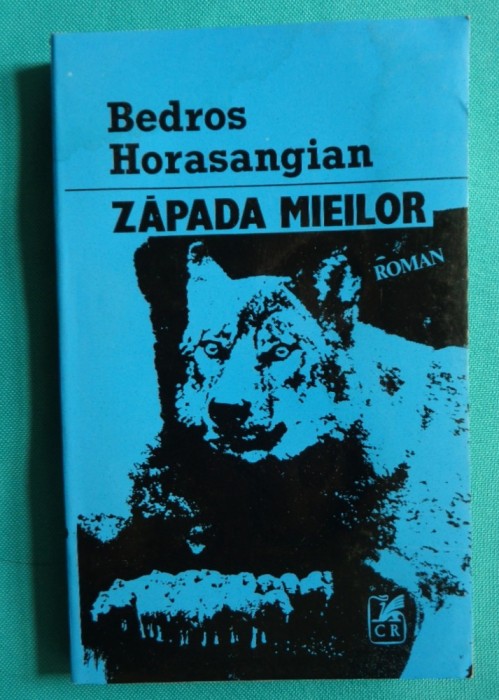 Bedros
Horasangian
ZĂPADA MIEILOR
ROMAN
CR